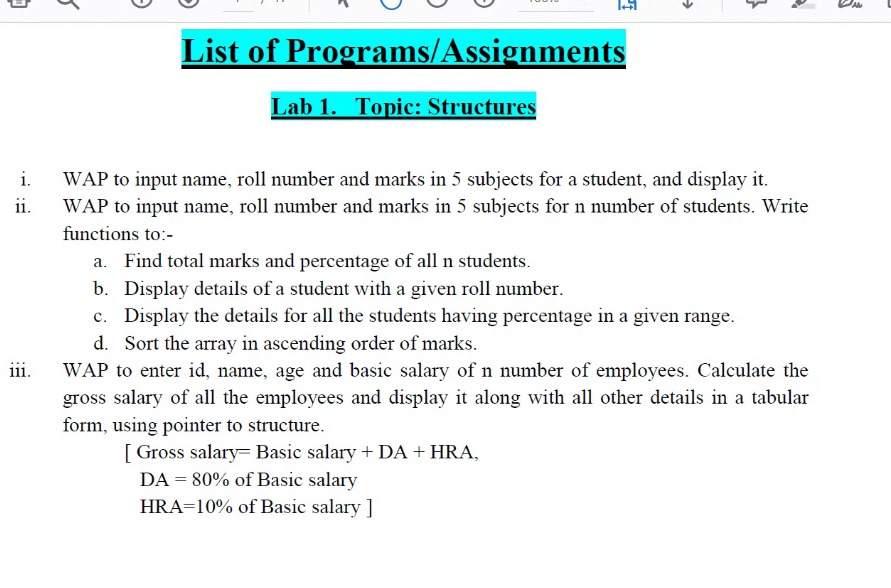 List of Programs/Assignments
Lab 1. Topic: Structures
i. WAP to input name, roll number and marks in 5 subjects for a student, and display it.
ii. WAP to input name, roll number and marks in 5 subjects for n number of students. Write
functions to:-
a. Find total marks and percentage of all n students.
b. Display details of a student with a given roll number.
c. Display the details for all the students having percentage in a given range.
d. Sort the array in ascending order of marks.
iii. WAP to enter id, name, age and basic salary of n number of employees. Calculate the
gross salary of all the employees and display it along with all other details in a tabular
form, using pointer to structure.
[ Gross salary= Basic salary + DA + HRA,
DA = 80% of Basic salary
HRA=10% of Basic salary ]